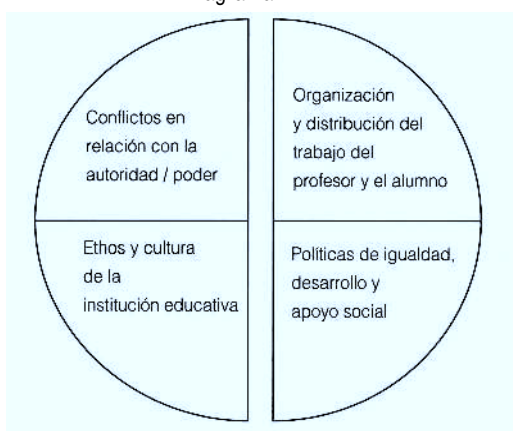 Conflictos en
relación con la
autoridad / poder
Organización
y distribución del
trabajo del
profesor y el alumno
Ethos y cultura
de la
institución educativa
Políticas de igualdad,
desarrollo y
apoyo social